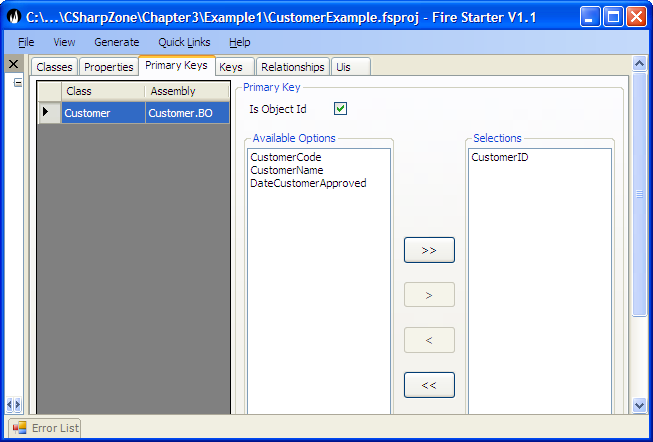 C:\...\CSharpZone\Chapter3\Example1\CustomerExample.fsproj - Fire Starter V1.1
File View Generate Quick Links Help
Classes Properties Primary Keys Keys Relationships Uis
Class Assembly
Customer Customer.BO
Primary Key
Is Object Id
Available Options
CustomerCode
CustomerName
DateCustomerApproved
>>
>
<
<<
Selections
CustomerID
Error List